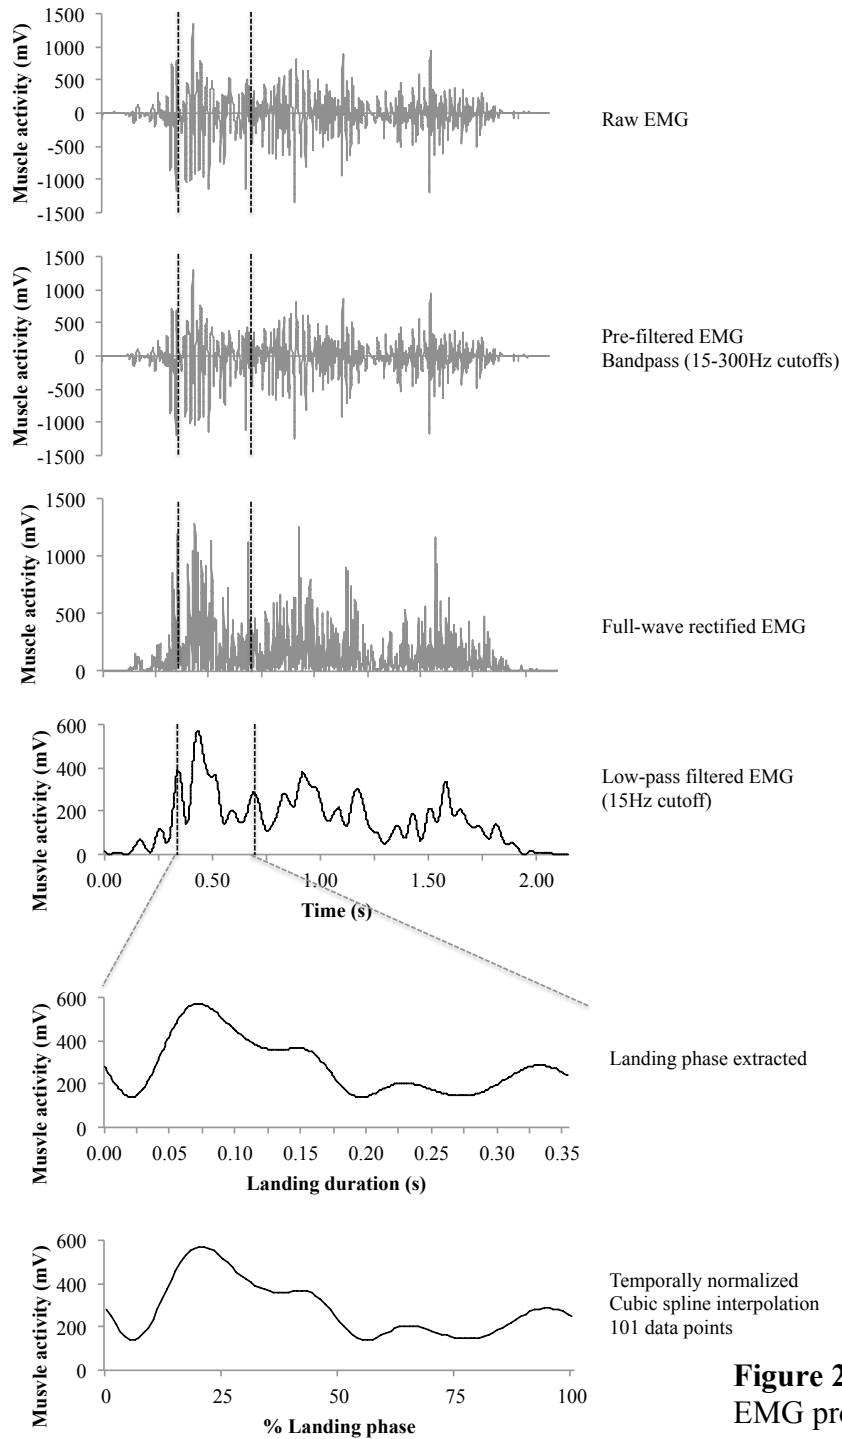 Muscle activity (mV)
1500
1000
500
0
-500
-1000
-1500
Raw EMG
Muscle activity (mV)
1500
1000
500
0
-500
-1000
-1500
Pre-filtered EMG
Bandpass (15-300Hz cutoffs)
Muscle activity (mV)
1500
1000
500
0
Full-wave rectified EMG
Musvle activity (mV)
600
400
200
0
0.00 0.50 1.00 1.50 2.00
Time (s)
Low-pass filtered EMG
(15Hz cutoff)
Musvle activity (mV)
600
400
200
0
0.00 0.05 0.10 0.15 0.20 0.25 0.30 0.35
Landing duration (s)
Landing phase extracted
Musvle activity (mV)
600
400
200
0
0 25 50 75 100
% Landing phase
Temporally normalized
Cubic spline interpolation
101 data points
Figure 2
EMG pro